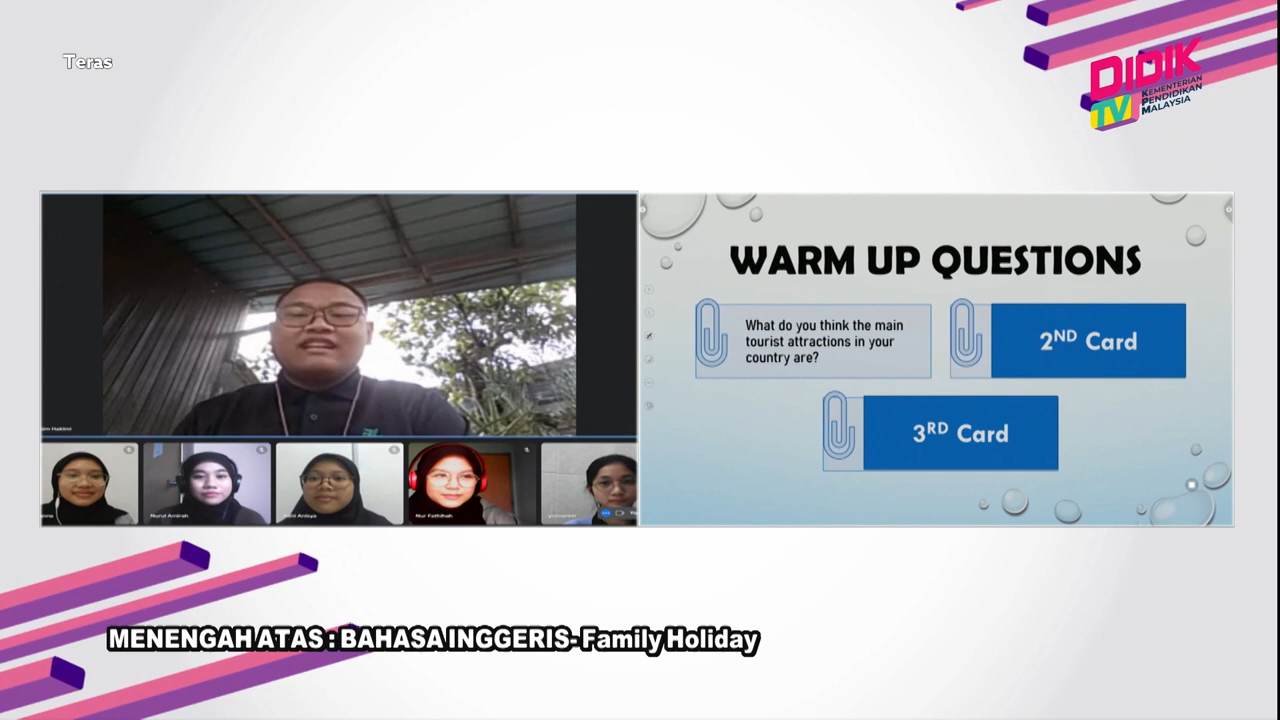 Teras
DIDIK
TV
KEMENTERIAN
PENDIDIKAN
MALAYSIA
WARM UP QUESTIONS
What do you think the main
tourist attractions in your
country are?
2ND Card
3RD Card
Nurul Amirah
Nur Fathihah
MENENGAH ATAS : BAHASA INGGERIS- Family Holiday